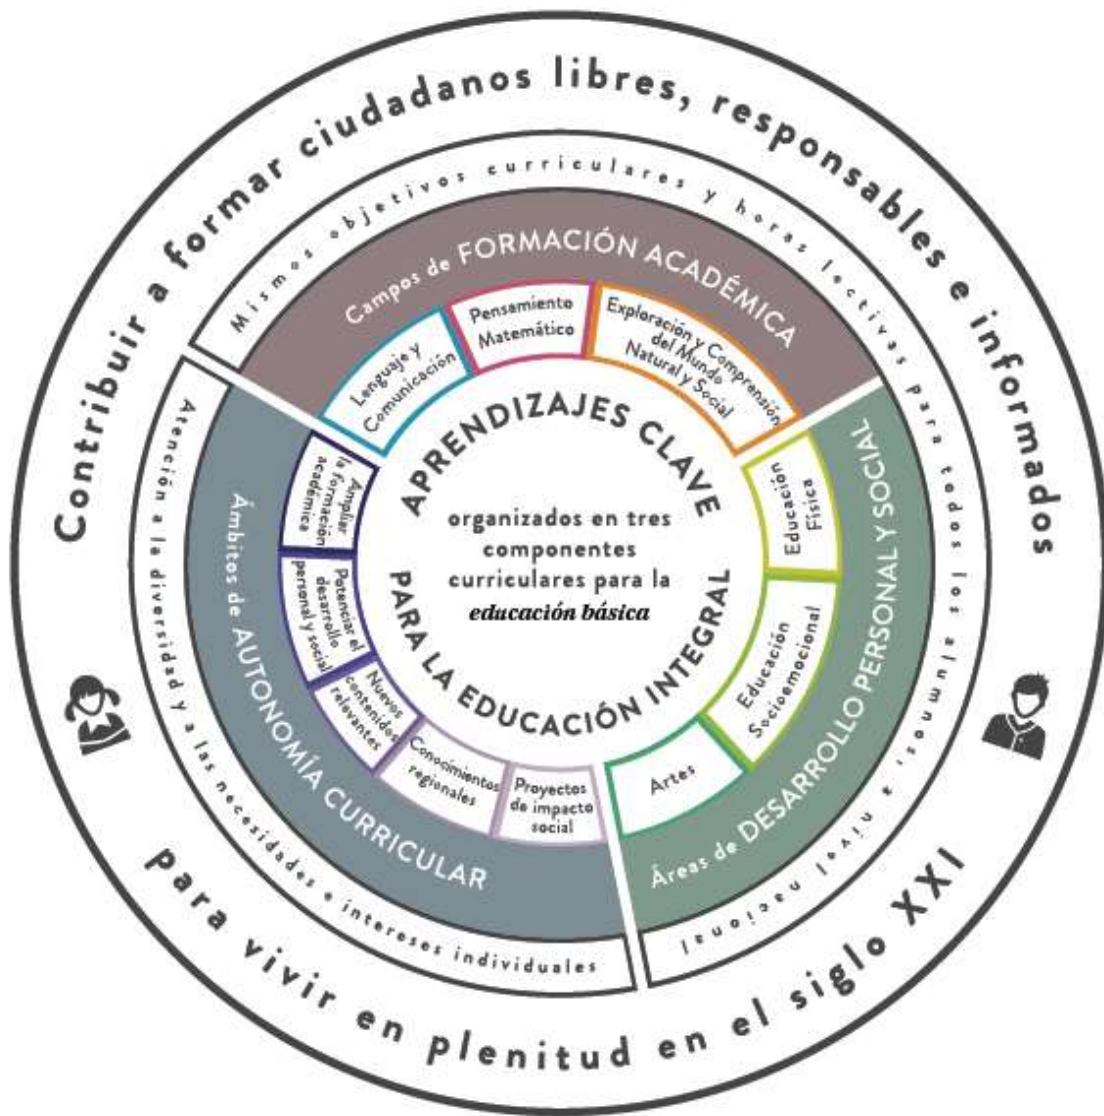 Contribuir a formar ciudadanos libres, responsables e informados
para vivir en plenitud en el siglo XXI
Mismos objetivos curriculares y horas lectivas para todos los alumnos, a nivel nacional
Atención a la diversidad y a las necesidades e intereses individuales
Campos de FORMACIÓN ACADÉMICA
Lenguaje y
Comunicación
Pensamiento
Matemático
Exploración y Comprensión
del Mundo
Natural y Social
Áreas de DESARROLLO PERSONAL Y SOCIAL
Educación
Física
Educación
Socioemocional
Artes
Ámbitos de AUTONOMÍA CURRICULAR
Ampliar
la formación
académica
Potenciar el
desarrollo
personal y social
Nuevos
contenidos
relevantes
Conocimientos
regionales
Proyectos
de impacto
social
APRENDIZAJES CLAVE
organizados en tres
componentes
curriculares para la
educación básica
PARA LA EDUCACIÓN INTEGRAL